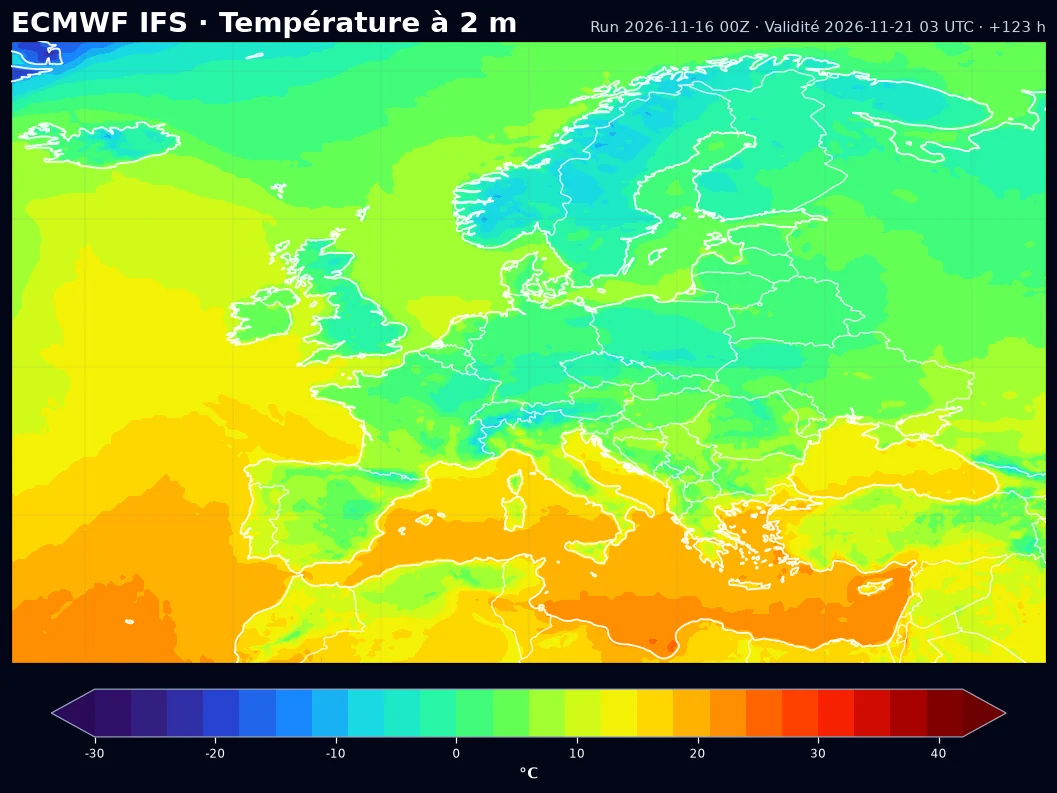 ECMWF IFS · Température à 2 m
Run 2026-11-16 00Z · Validité 2026-11-21 03 UTC · +123 h
-30 -20 -10 0 10 20 30 40
°C